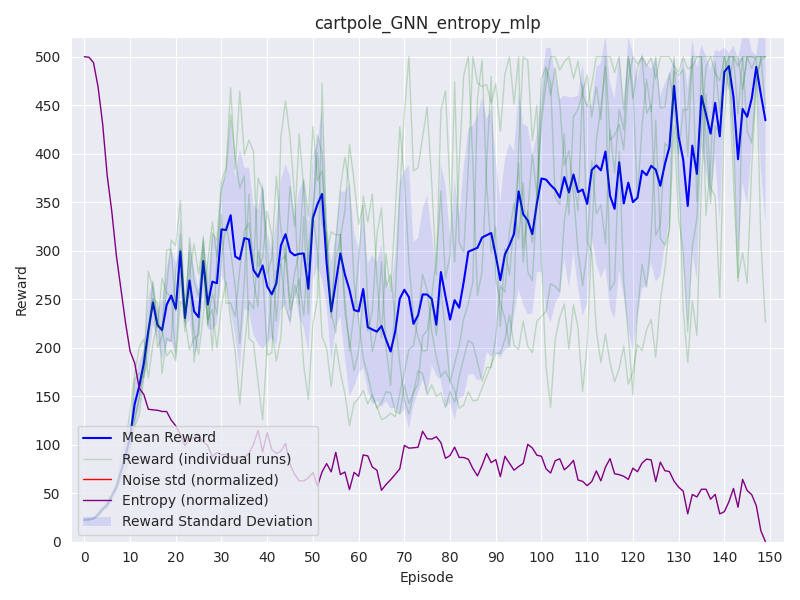 cartpole_GNN_entropy_mlp
Reward
500
450
400
350
300
250
200
150
100
50
0
Mean Reward
Reward (individual runs)
Noise std (normalized)
Entropy (normalized)
Reward Standard Deviation
0 10 20 30 40 50 60 70 80 90 100 110 120 130 140 150
Episode